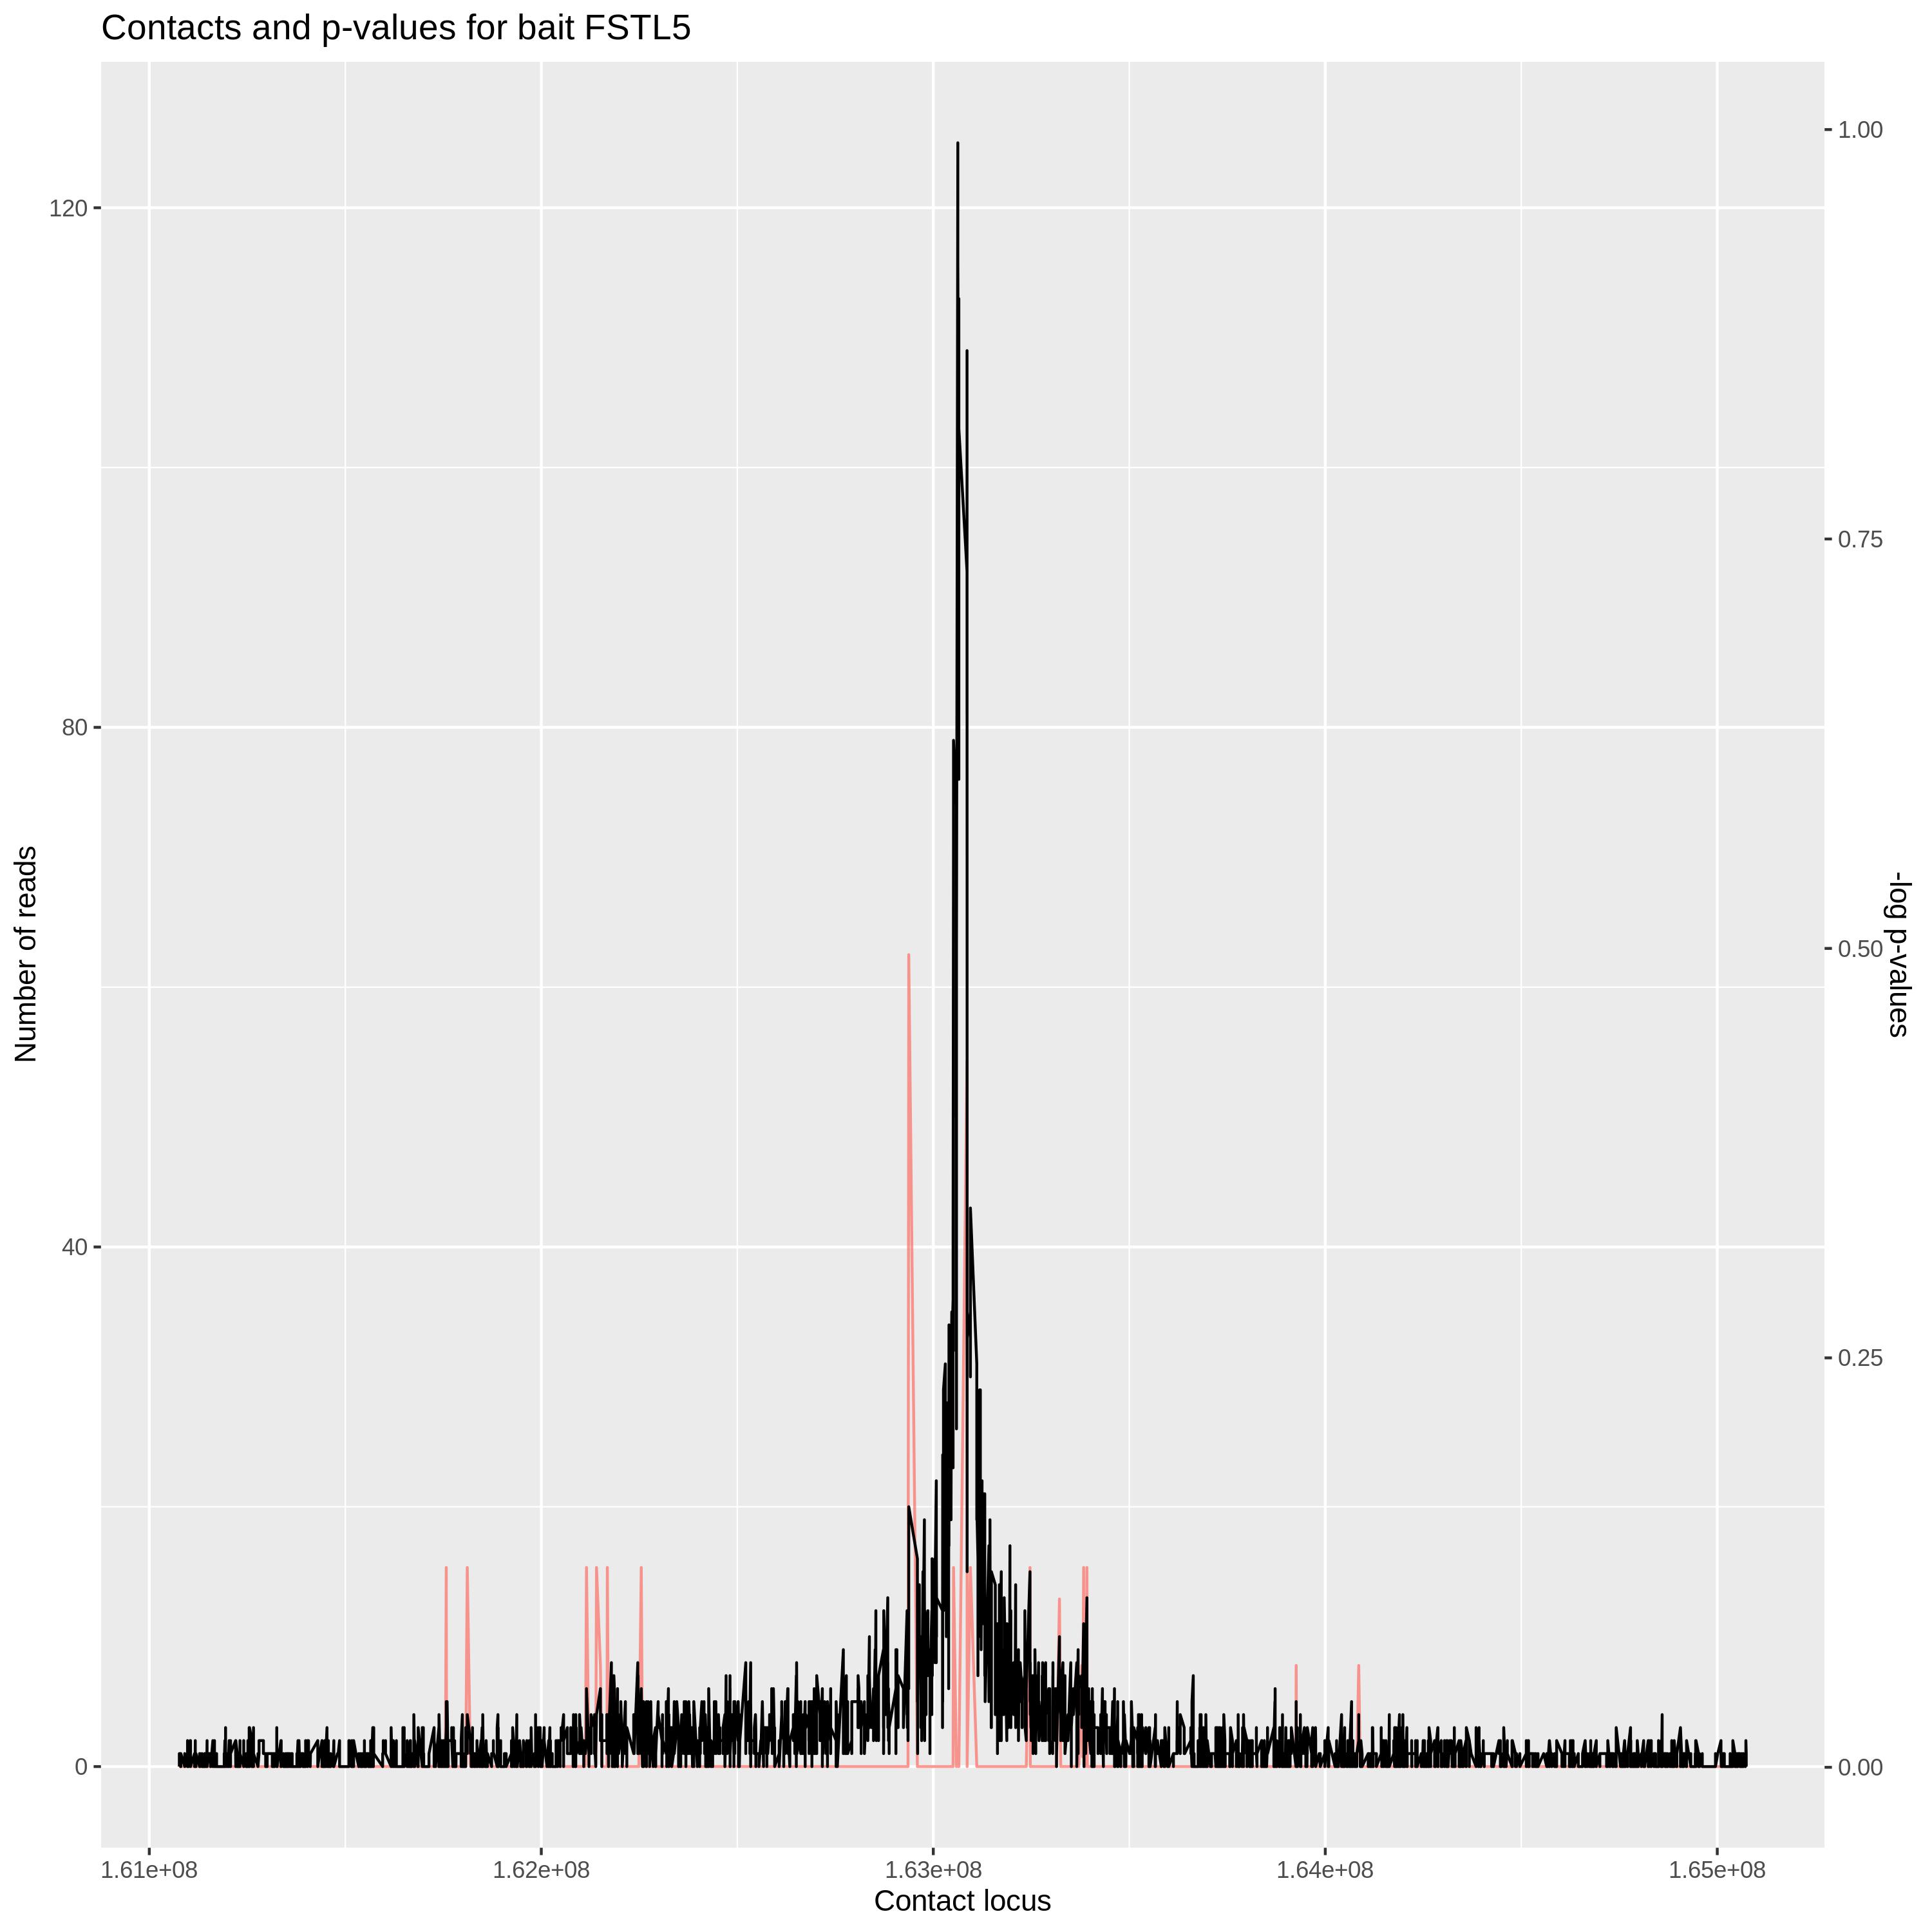 Contacts and p-values for bait FSTL5
120
80
40
0
1.00
0.75
0.50
0.25
0.00
Number of reads
-log p-values
1.61e+08
1.62e+08
1.63e+08
1.64e+08
1.65e+08
Contact locus